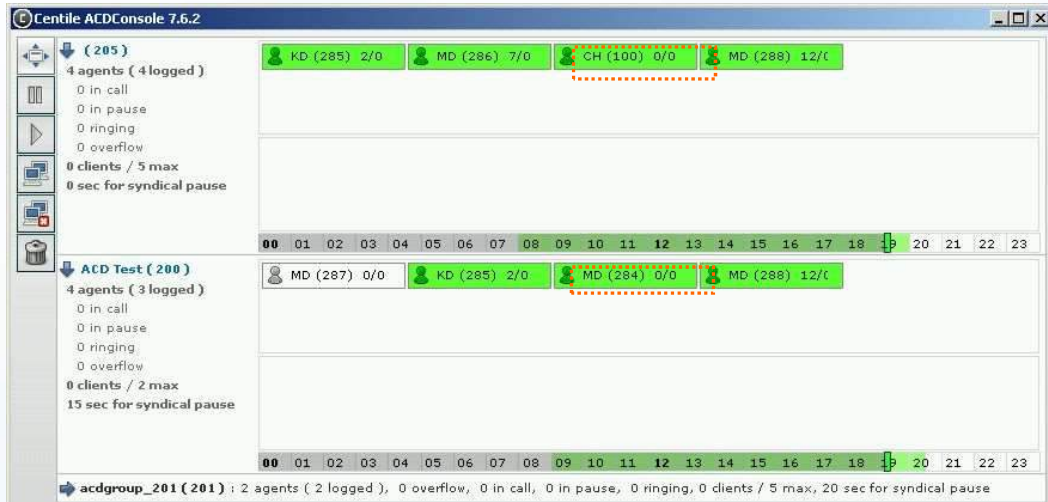 Centile ACDConsole 7.6.2
(205)
4 agents ( 4 logged )
0 in call
0 in pause
0 ringing
0 overflow
0 clients / 5 max
0 sec for syndical pause
KD (285) 2/0 MD (286) 7/0 CH (100) 0/0 MD (288) 12/(
00 01 02 03 04 05 06 07 08 09 10 11 12 13 14 15 16 17 18 19 20 21 22 23
ACD Test ( 200 )
4 agents ( 3 logged )
0 in call
0 in pause
0 ringing
0 overflow
0 clients / 2 max
15 sec for syndical pause
MD (287) 0/0 KD (285) 2/0 MD (284) 0/0 MD (288) 12/(
00 01 02 03 04 05 06 07 08 09 10 11 12 13 14 15 16 17 18 19 20 21 22 23
acdgroup_201 ( 201 ) : 2 agents ( 2 logged ), 0 overflow, 0 in call, 0 in pause, 0 ringing, 0 clients / 5 max, 20 sec for syndical pause